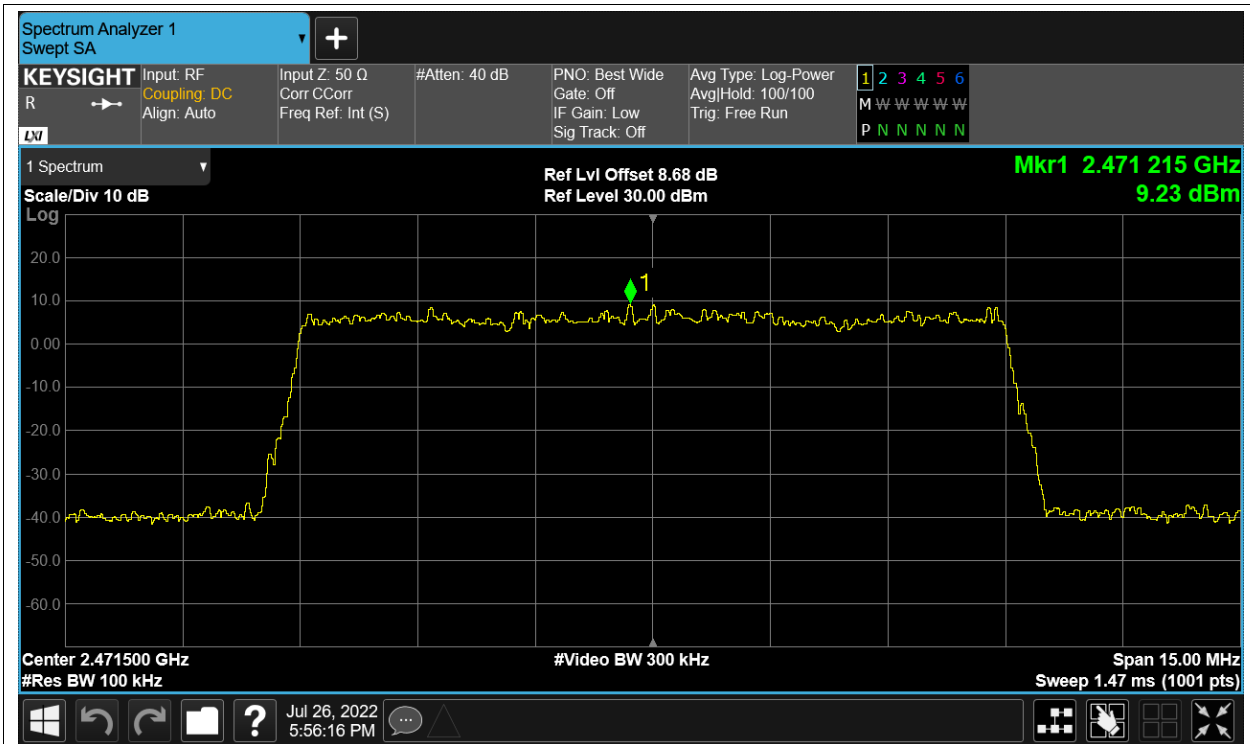 Spectrum Analyzer 1
Swept SA
KEYSIGHT
R
LXI
Input: RF
Coupling: DC
Align: Auto
Input Z: 50 Ω
Corr CCorr
Freq Ref: Int (S)
#Atten: 40 dB
PNO: Best Wide
Gate: Off
IF Gain: Low
Sig Track: Off
Avg Type: Log-Power
Avg|Hold: 100/100
Trig: Free Run
1 2 3 4 5 6
M W W W W W
P N N N N N
1 Spectrum
Scale/Div 10 dB
Log
Ref Lvl Offset 8.68 dB
Ref Level 30.00 dBm
Mkr1 2.471 215 GHz
9.23 dBm
1
20.0
10.0
0.00
-10.0
-20.0
-30.0
-40.0
-50.0
-60.0
Center 2.471500 GHz
#Res BW 100 kHz
#Video BW 300 kHz
Span 15.00 MHz
Sweep 1.47 ms (1001 pts)
?
Jul 26, 2022
5:56:16 PM